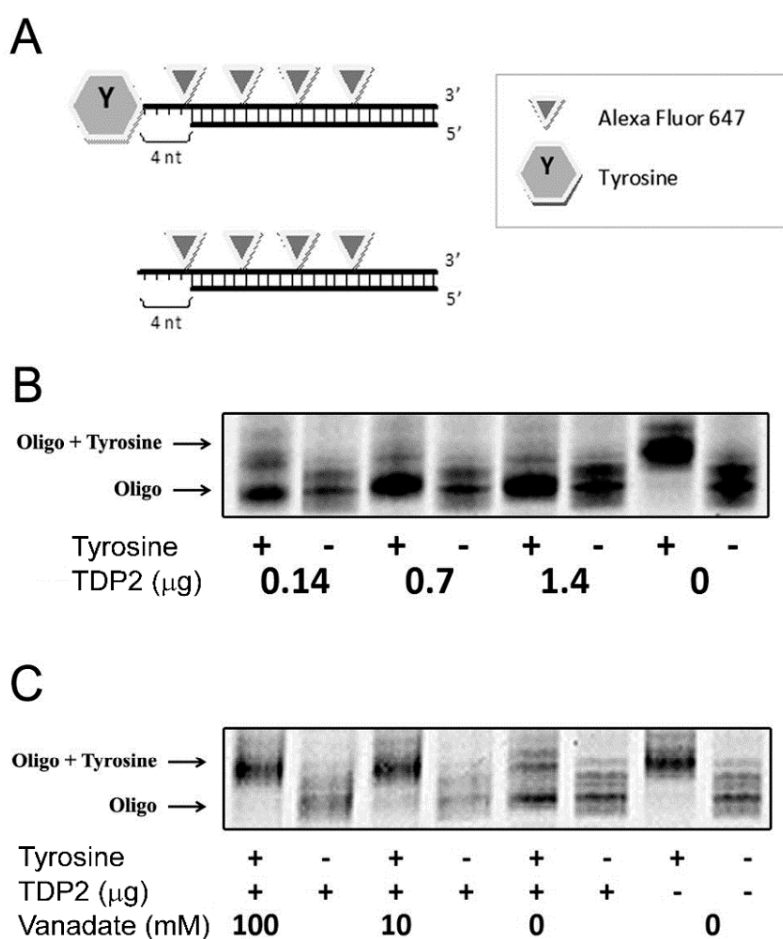 A
Y
3'
5'
4 nt
3'
5'
4 nt
Alexa Fluor 647
Y
Tyrosine
B
Oligo + Tyrosine →
Oligo →
Tyrosine + - + - + - + -
TDP2 (μg) 0.14 0.7 1.4 0
C
Oligo + Tyrosine →
Oligo →
Tyrosine + - + - + - + -
TDP2 (μg) + + + + + + - -
Vanadate (mM) 100 10 0 0